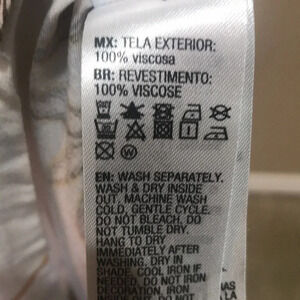 MX: TELA EXTERIOR:
100% viscosa
BR: REVESTIMENTO:
100% VISCOSE
W
EN: WASH SEPARATELY.
WASH & DRY INSIDE
OUT. MACHINE WASH
COLD, GENTLE CYCLE.
DO NOT BLEACH. DO
NOT TUMBLE DRY.
HANG TO DRY
IMMEDIATELY AFTER
WASHING. DRY IN
SHADE. COOL IRON IF
NEEDED. DO NOT IRON